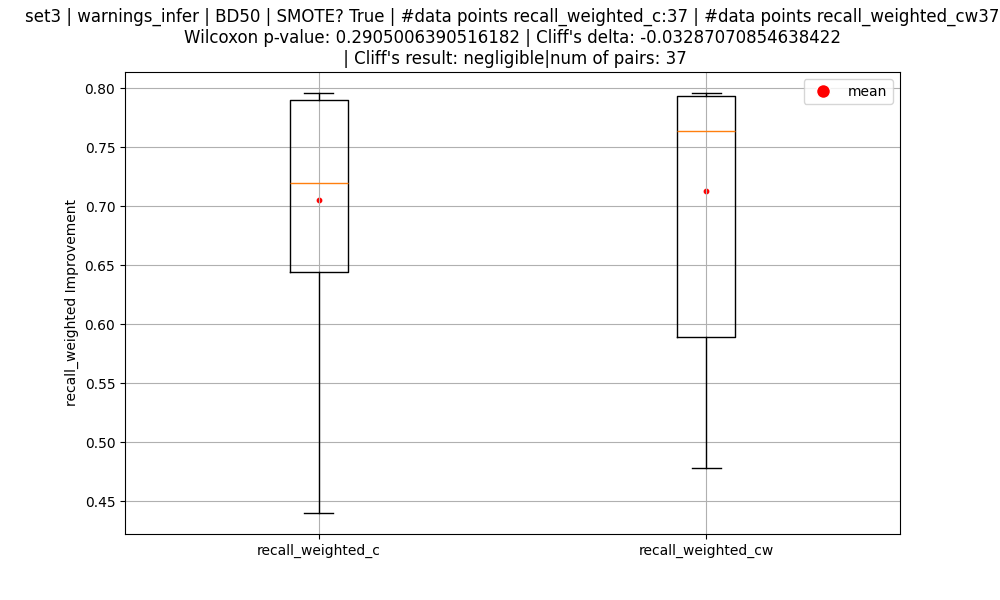 set3 | warnings_infer | BD50 | SMOTE? True | #data points recall_weighted_c:37 | #data points recall_weighted_cw37
Wilcoxon p-value: 0.2905006390516182 | Cliff's delta: -0.03287070854638422
| Cliff's result: negligible|num of pairs: 37
mean
0.80
0.75
0.70
0.65
0.60
0.55
0.50
0.45
recall_weighted Improvement
recall_weighted_c
recall_weighted_cw